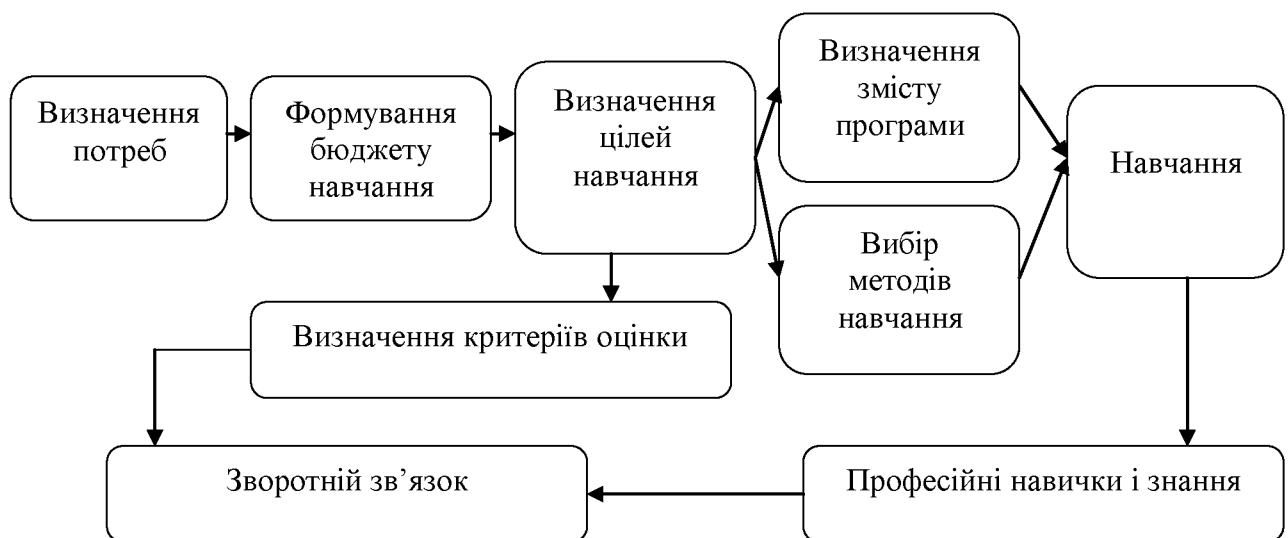 Визначення
потреб
Формування
бюджету
навчання
Визначення
цілей
навчання
Визначення
змісту
програми
Вибір
методів
навчання
Навчання
Визначення критеріїв оцінки
Зворотній зв’язок
Професійні навички і знання